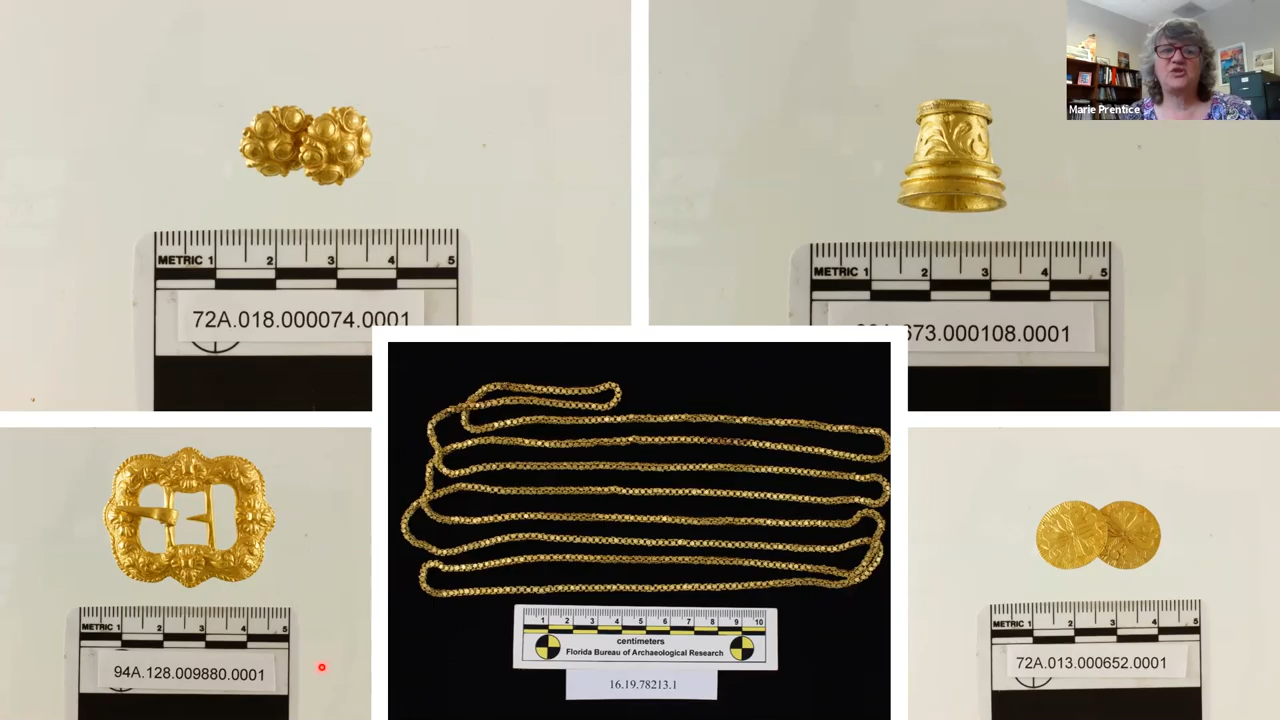 Marie Prentice
METRIC 1 2 3 4 5
72A.018.000074.0001
METRIC 1 2 3 4 5
673.000108.0001
METRIC 1 2 3 4 5
94A.128.009880.0001
1 2 3 4 5 6 7 8 9 10
centimeters
Florida Bureau of Archaeological Research
16.19.78213.1
METRIC 1 2 3 4 5
72A.013.000652.0001